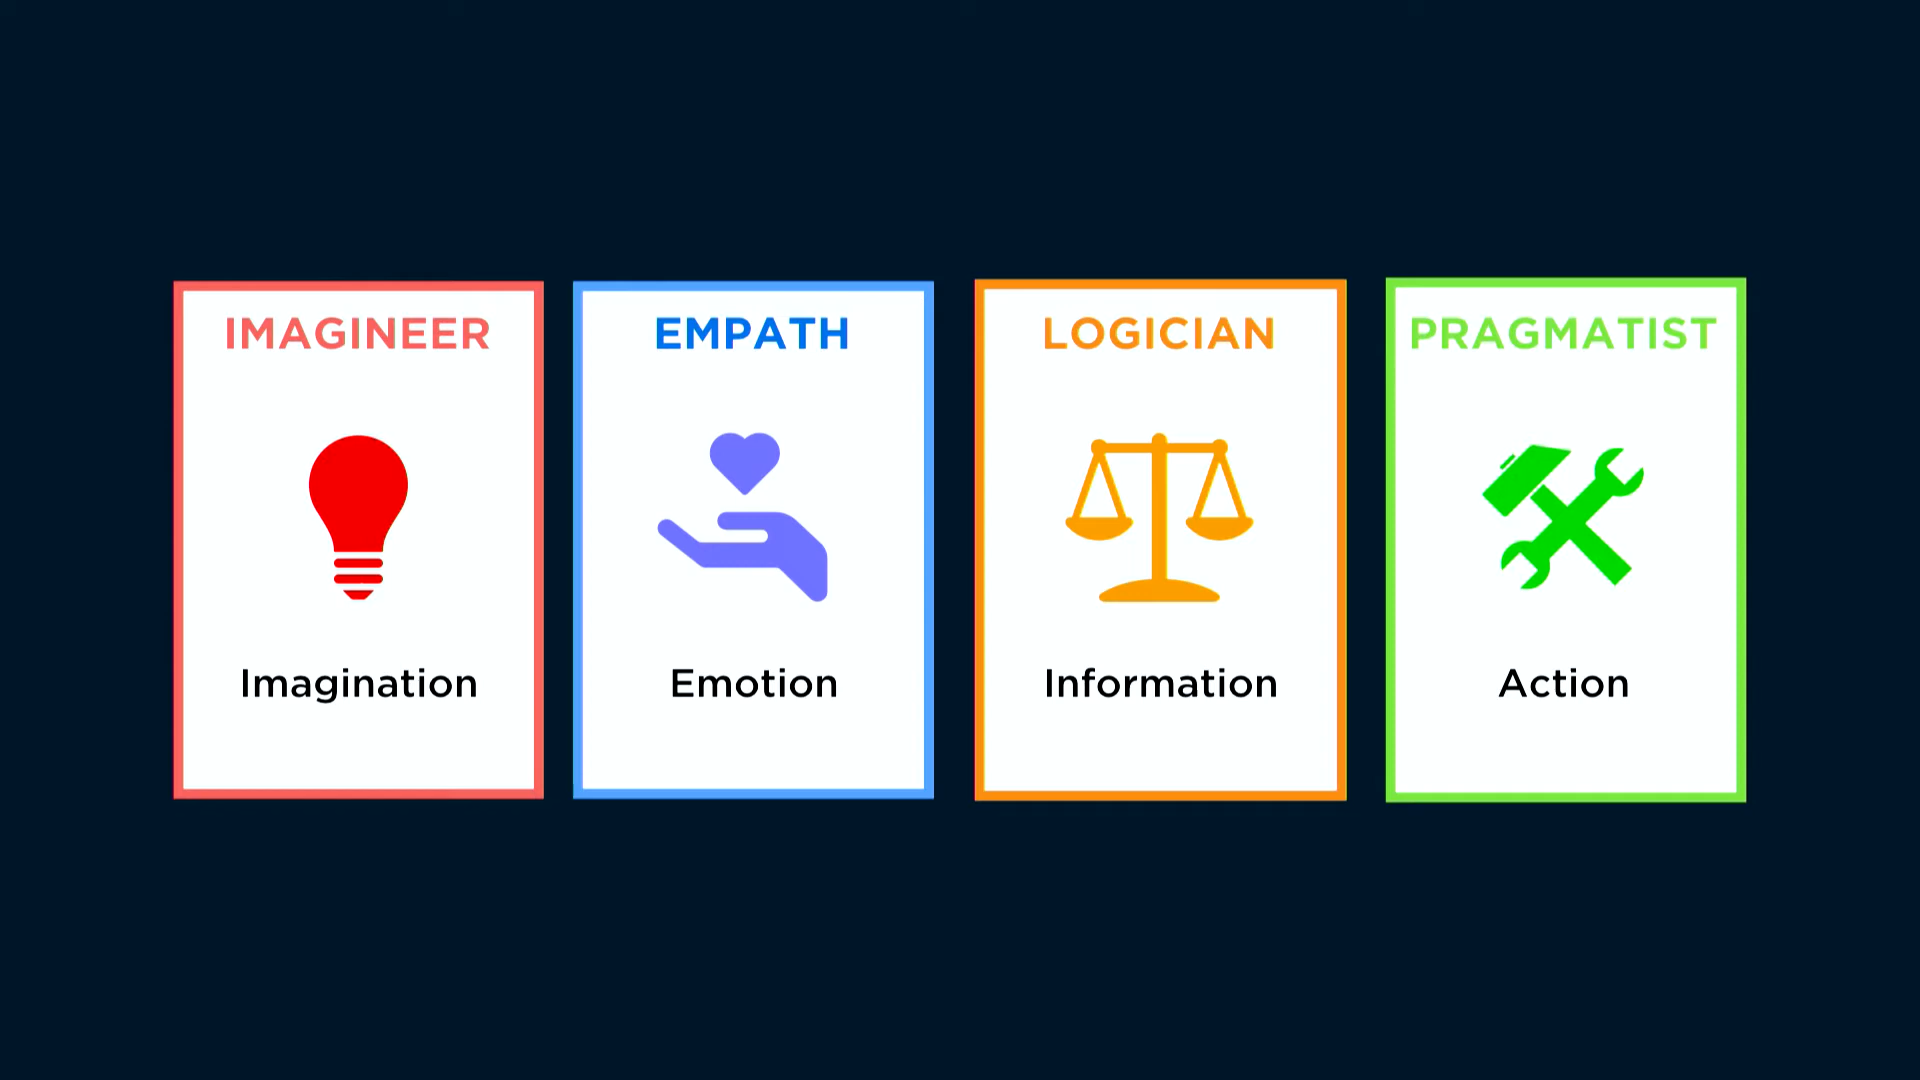 IMAGINEER
Imagination
EMPATH
Emotion
LOGICIAN
Information
PRAGMATIST
Action